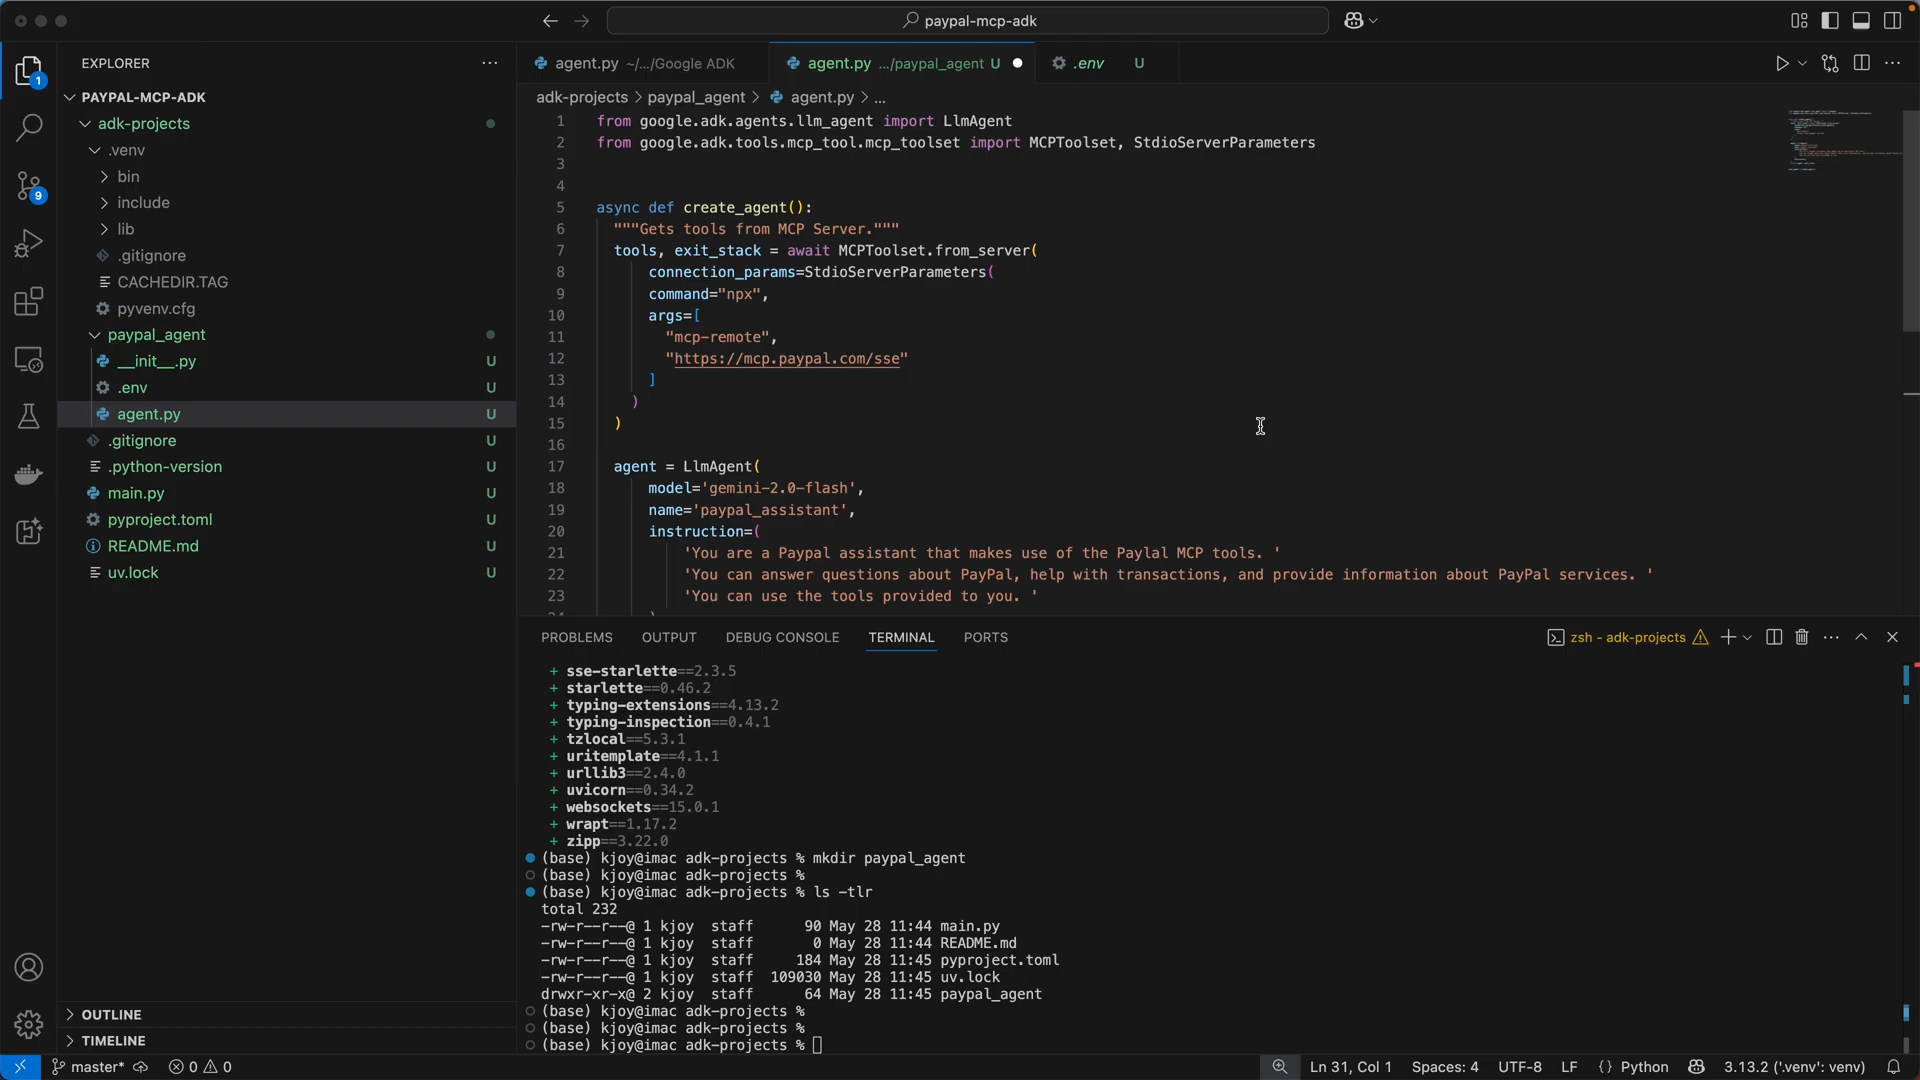 paypal-mcp-adk
EXPLORER
PAYPAL-MCP-ADK
adk-projects
.venv
bin
include
lib
.gitignore
CACHEDIR.TAG
pyvenv.cfg
paypal_agent
__init__.py U
.env U
agent.py U
.gitignore U
.python-version U
main.py U
pyproject.toml U
README.md U
uv.lock U
OUTLINE
TIMELINE
1
9
agent.py ~/.../Google ADK
agent.py .../paypal_agent U
.env U
adk-projects > paypal_agent > agent.py > ...
1 from google.adk.agents.llm_agent import LlmAgent
2 from google.adk.tools.mcp_tool.mcp_toolset import MCPToolset, StdioServerParameters
3
4
5 async def create_agent():
6 """Gets tools from MCP Server."""
7 tools, exit_stack = await MCPToolset.from_server(
8 connection_params=StdioServerParameters(
9 command="npx",
10 args=[
11 "mcp-remote",
12 "https://mcp.paypal.com/sse"
13 ]
14 )
15 )
16
17 agent = LlmAgent(
18 model='gemini-2.0-flash',
19 name='paypal_assistant',
20 instruction=(
21 'You are a Paypal assistant that makes use of the Paylal MCP tools. '
22 'You can answer questions about PayPal, help with transactions, and provide information about PayPal services. '
23 'You can use the tools provided to you. '
PROBLEMS OUTPUT DEBUG CONSOLE TERMINAL PORTS
zsh - adk-projects
+ sse-starlette==2.3.5
+ starlette==0.46.2
+ typing-extensions==4.13.2
+ typing-inspection==0.4.1
+ tzlocal==5.3.1
+ uritemplate==4.1.1
+ urllib3==2.4.0
+ uvicorn==0.34.2
+ websockets==15.0.1
+ wrapt==1.17.2
+ zipp==3.22.0
(base) kjoy@imac adk-projects % mkdir paypal_agent
(base) kjoy@imac adk-projects %
(base) kjoy@imac adk-projects % ls -tlr
total 232
-rw-r--r--@ 1 kjoy staff 90 May 28 11:44 main.py
-rw-r--r--@ 1 kjoy staff 0 May 28 11:44 README.md
-rw-r--r--@ 1 kjoy staff 184 May 28 11:45 pyproject.toml
-rw-r--r--@ 1 kjoy staff 109030 May 28 11:45 uv.lock
drwxr-xr-x@ 2 kjoy staff 64 May 28 11:45 paypal_agent
(base) kjoy@imac adk-projects %
(base) kjoy@imac adk-projects %
(base) kjoy@imac adk-projects %
master* 0 0 Ln 31, Col 1 Spaces: 4 UTF-8 LF {} Python 3.13.2 ('.venv': venv)